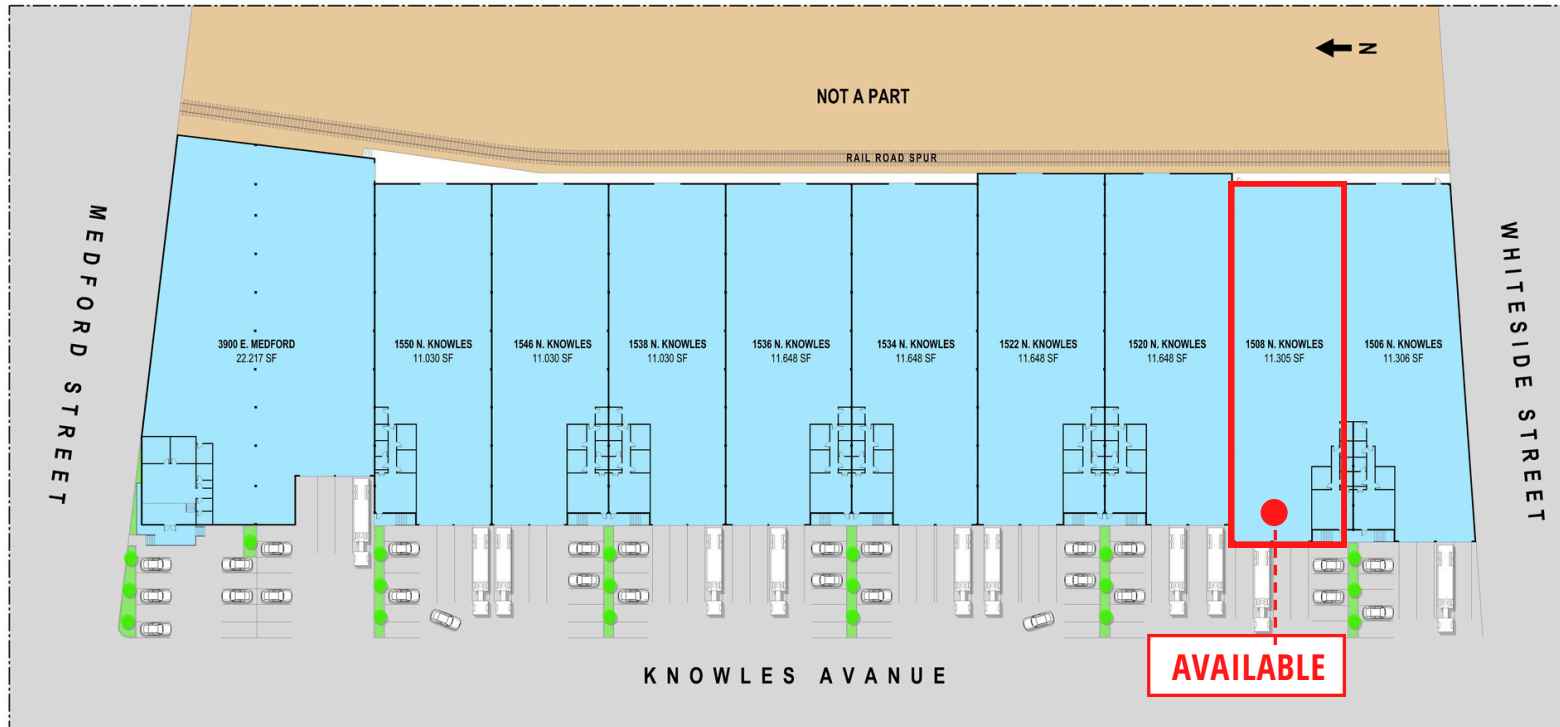 N
NOT A PART
RAIL ROAD SPUR
MEDFORD STREET
WHITESIDE STREET
3900 E. MEDFORD
22.217 SF
1550 N. KNOWLES
11.030 SF
1546 N. KNOWLES
11.030 SF
1538 N. KNOWLES
11.030 SF
1536 N. KNOWLES
11.648 SF
1534 N. KNOWLES
11.648 SF
1522 N. KNOWLES
11.648 SF
1520 N. KNOWLES
11.648 SF
1508 N. KNOWLES
11.305 SF
1506 N. KNOWLES
11.306 SF
KNOWLES AVANUE
AVAILABLE